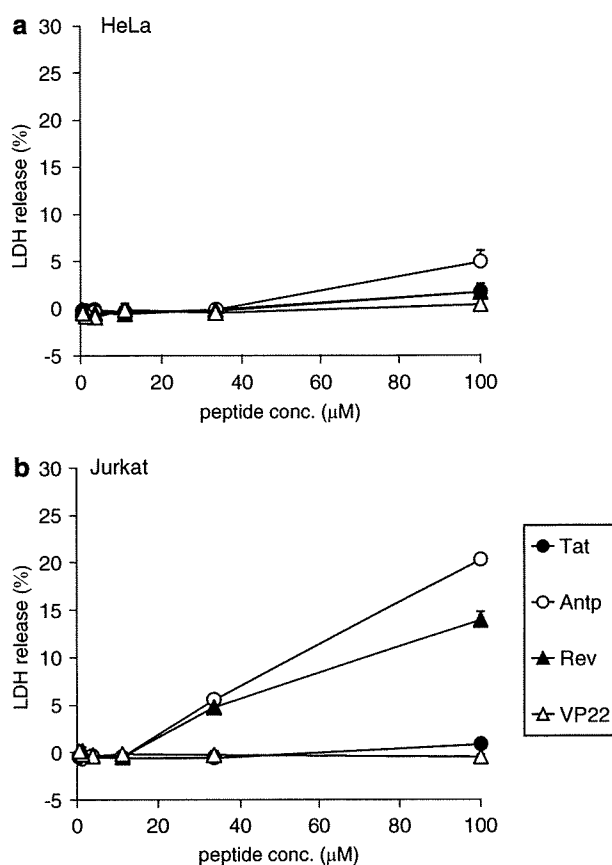 a HeLa
30
25
20
15
10
5
0
-5
LDH release (%)
0 20 40 60 80 100
peptide conc. (μM)
b Jurkat
30
25
20
15
10
5
0
-5
LDH release (%)
0 20 40 60 80 100
peptide conc. (μM)
Tat
Antp
Rev
VP22